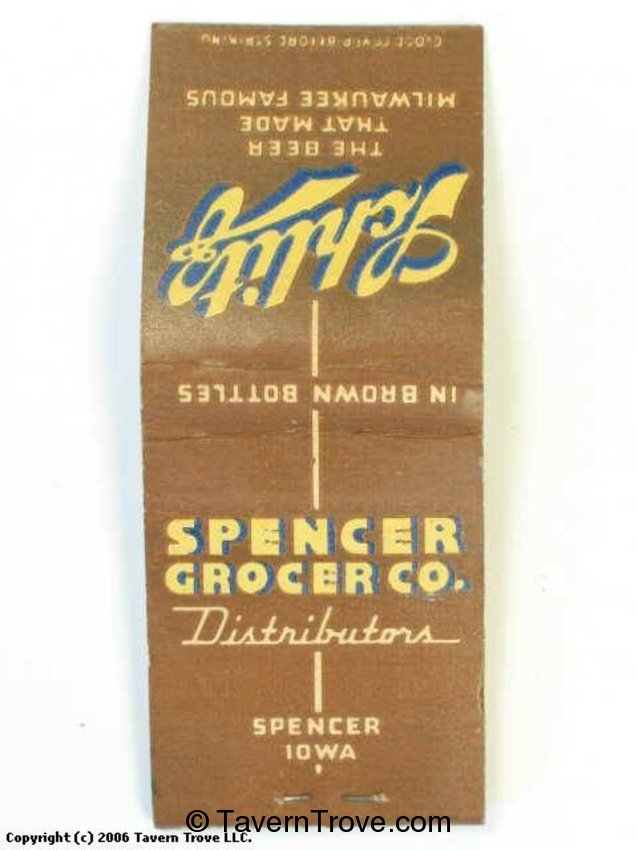 CLOSE COVER BEFORE STRIKING
MILWAUKEE FAMOUS
THAT MADE
THE BEER
Schlitz
IN BROWN BOTTLES
SPENCER
GROCER CO.
Distributors
SPENCER
IOWA
© TavernTrove.com
Copyright (c) 2006 Tavern Trove LLC.